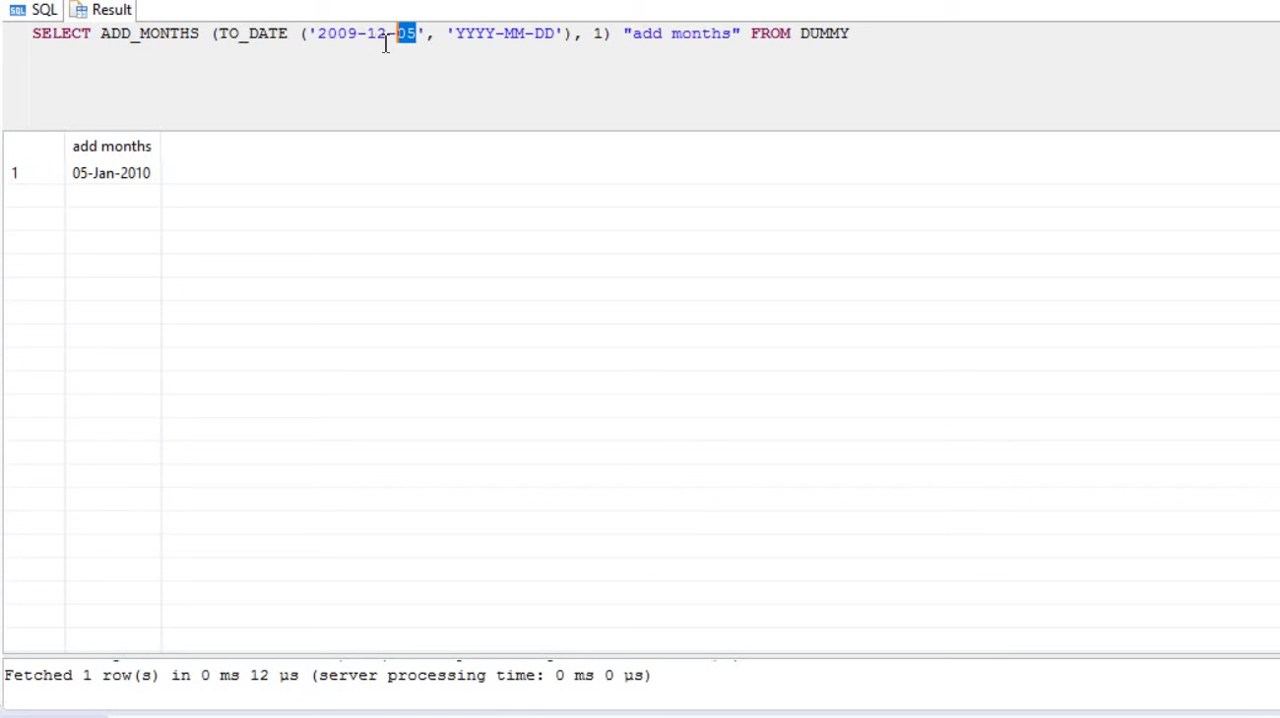 SQL Result
SELECT ADD_MONTHS (TO_DATE ('2009-12-05', 'YYYY-MM-DD'), 1) "add months" FROM DUMMY
add months
1 05-Jan-2010
Fetched 1 row(s) in 0 ms 12 µs (server processing time: 0 ms 0 µs)